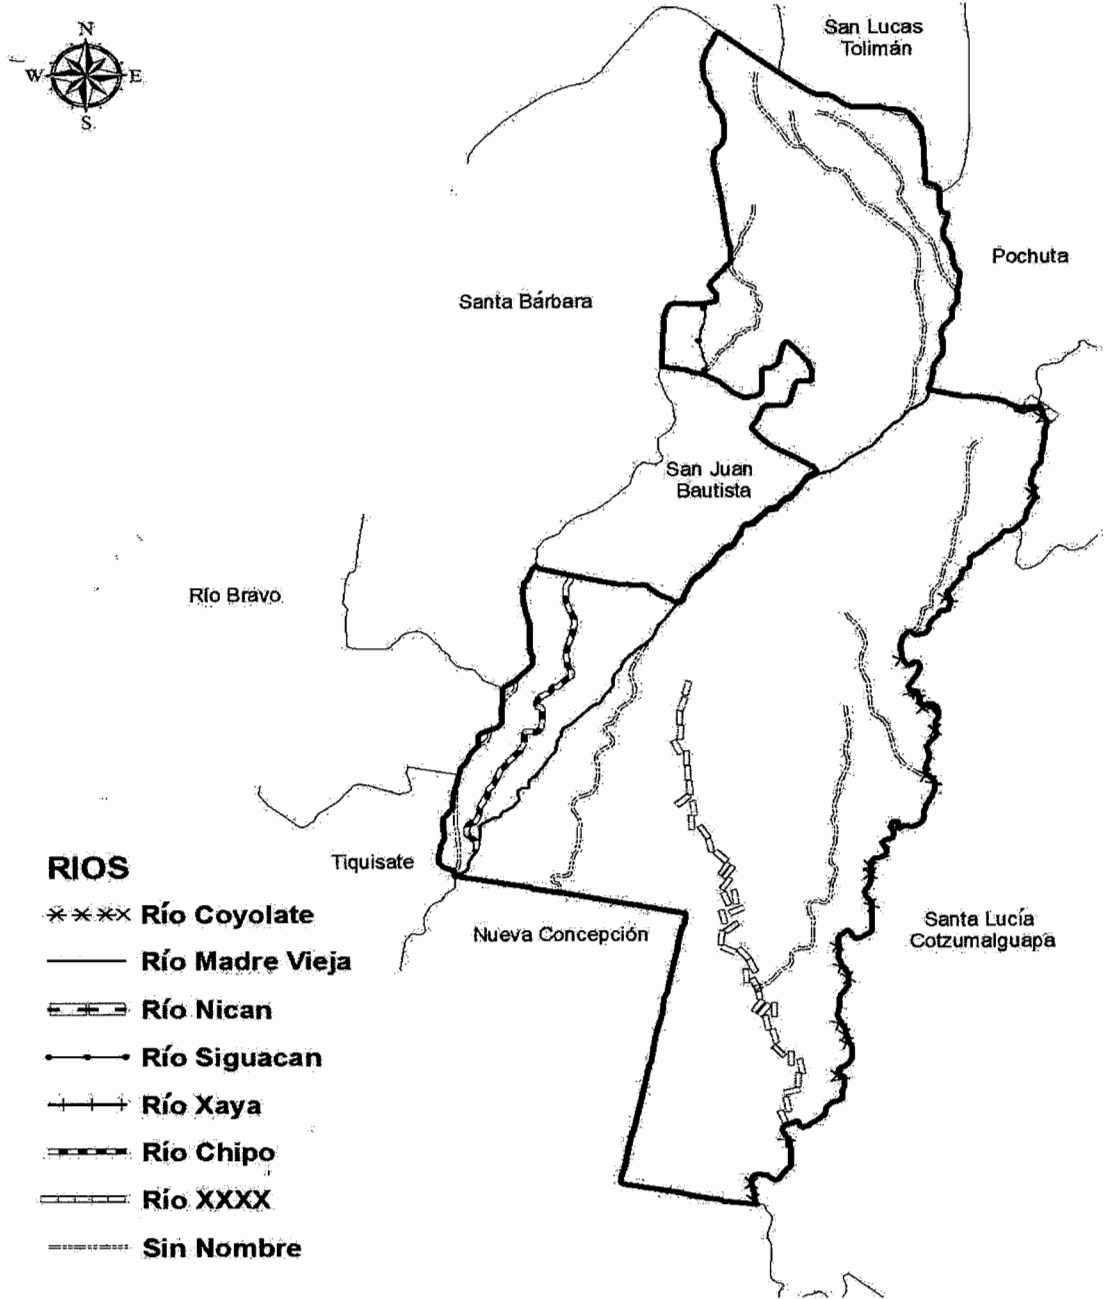 N
W E
S
San Lucas
Tolimán
Pochuta
Santa Bárbara
San Juan
Bautista
Río Bravo
Tiquisate
Nueva Concepción
Santa Lucía
Cotzumalguapa
RIOS
Río Coyolate
Río Madre Vieja
Río Nican
Río Siguacan
Río Xaya
Río Chipo
Río XXXX
Sin Nombre